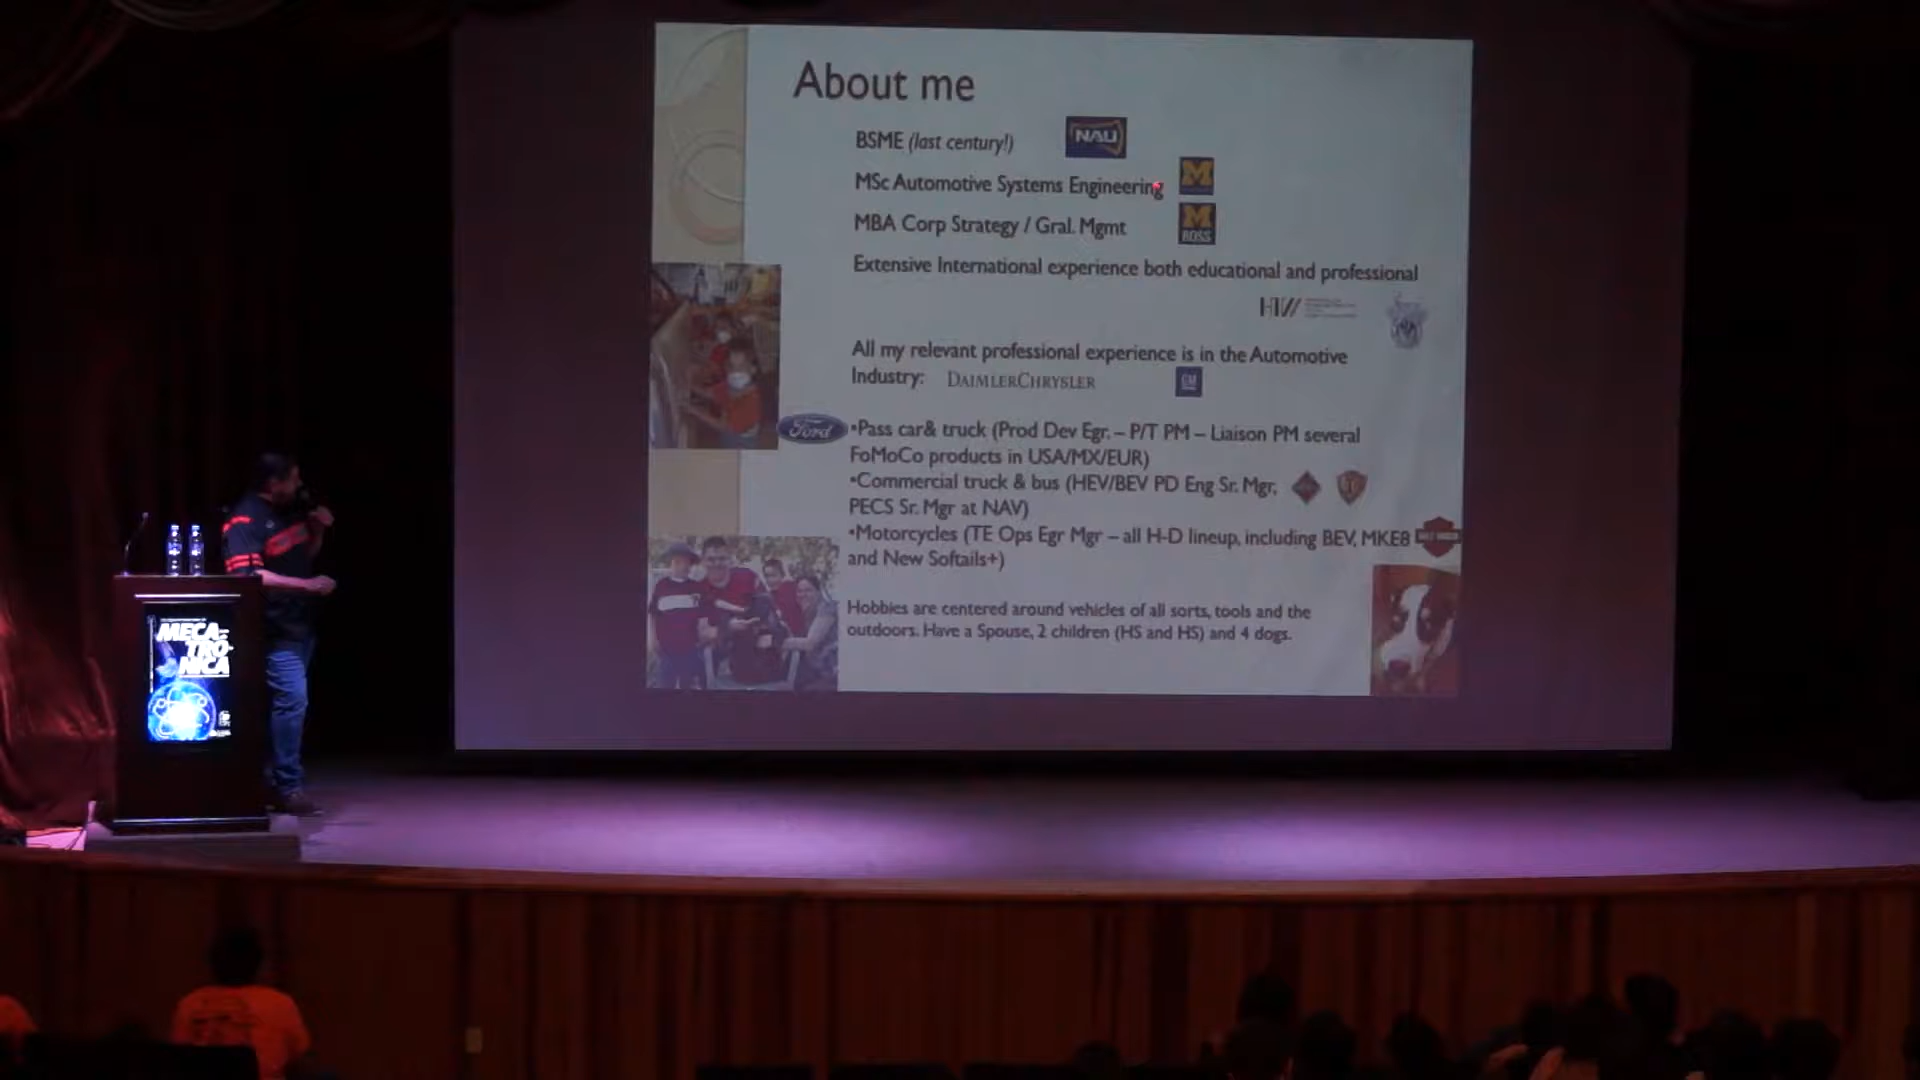 About me
BSME (last century!)
NAU
MSc Automotive Systems Engineering
M
MBA Corp Strategy / Gral. Mgmt
M
ROSS
Extensive International experience both educational and professional
All my relevant professional experience is in the Automotive
Industry:
DAIMLERCHRYSLER
GM
Ford
•Pass car& truck (Prod Dev Egr. – P/T PM – Liaison PM several
FoMoCo products in USA/MX/EUR)
•Commercial truck & bus (HEV/BEV PD Eng Sr. Mgr,
PECS Sr. Mgr at NAV)
•Motorcycles (TE Ops Egr Mgr – all H-D lineup, including BEV, MKE8
and New Softails+)
Hobbies are centered around vehicles of all sorts, tools and the
outdoors. Have a Spouse, 2 children (HS and HS) and 4 dogs.
MECA-
TRO-
NICA